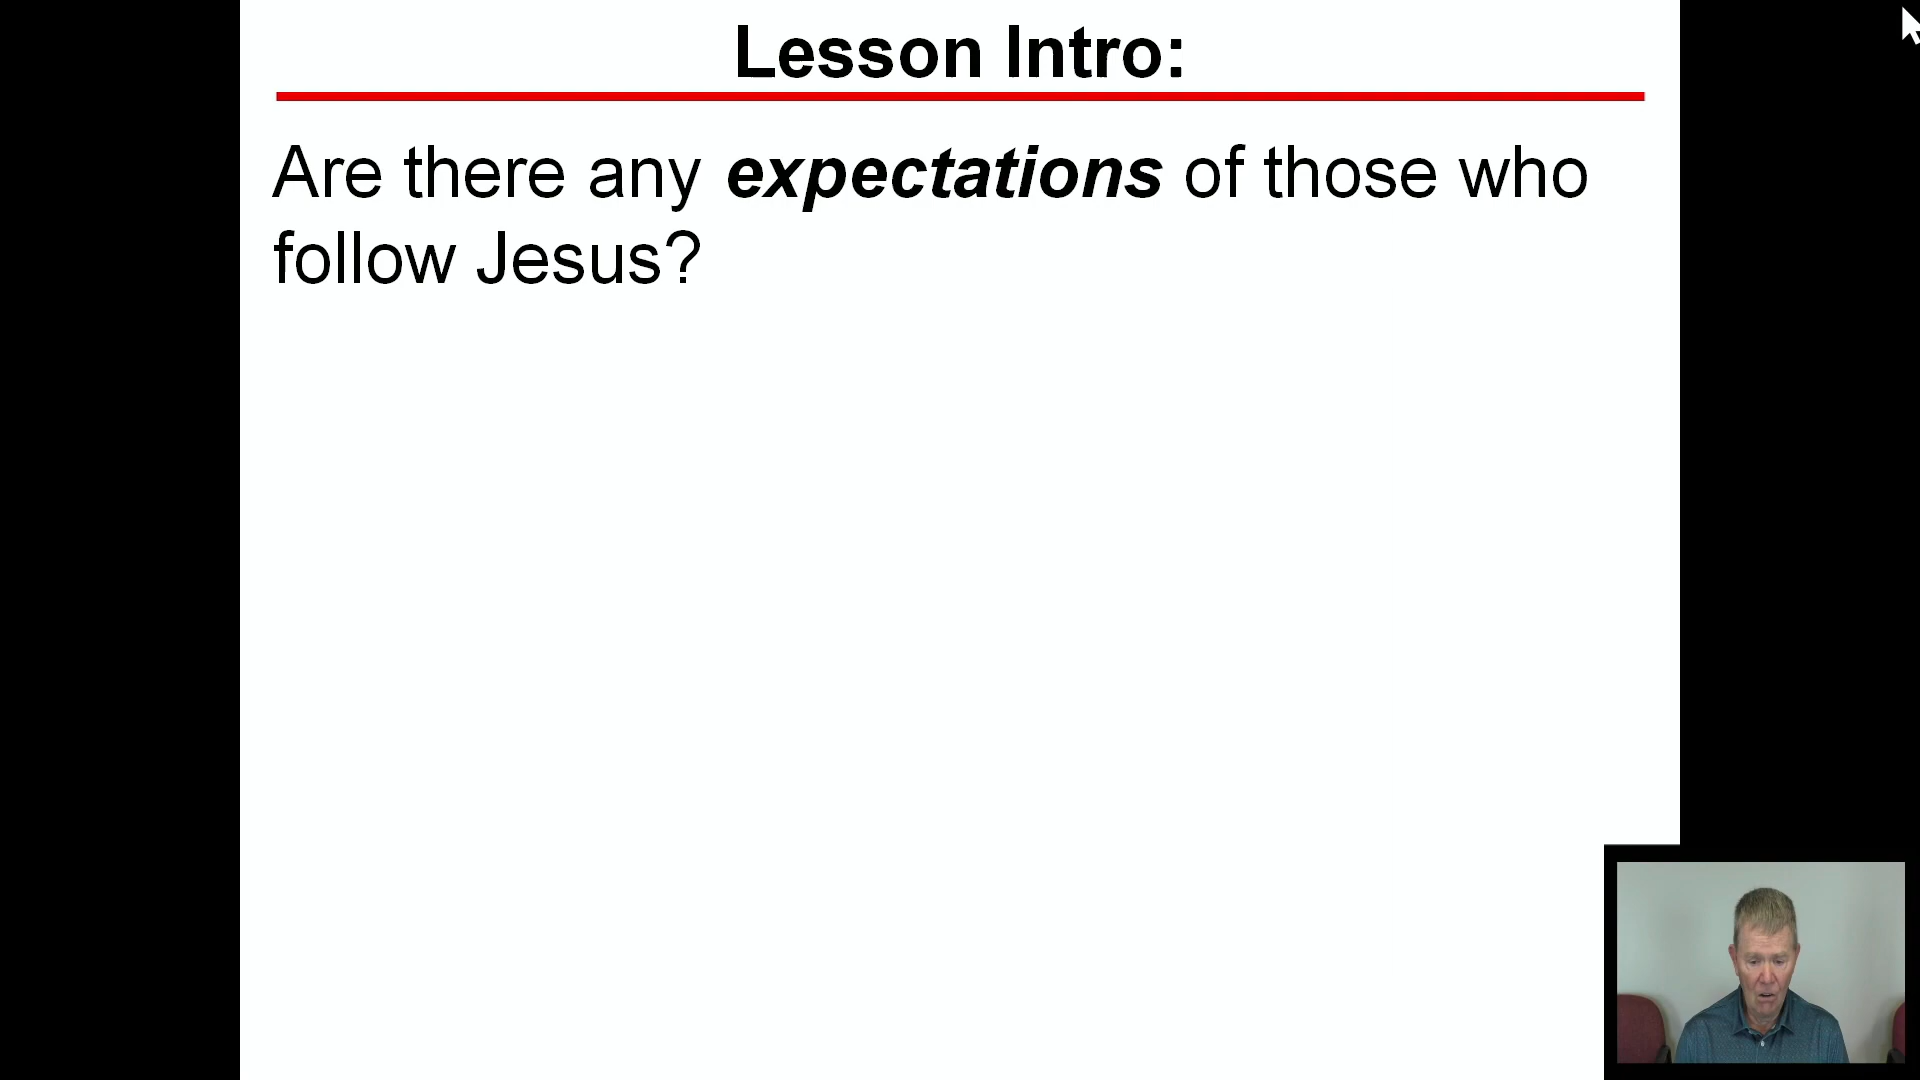 Lesson Intro:
Are there any expectations of those who
follow Jesus?